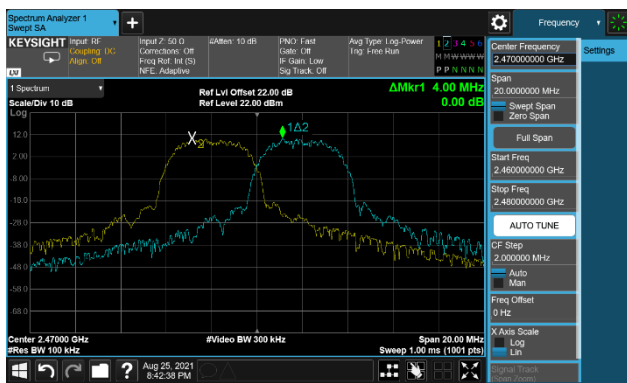 Spectrum Analyzer 1
Swept SA
+
Frequency
KEYSIGHT
Input: RF
Coupling: DC
Align: Off
Input Z: 50 Ω
Corrections: Off
Freq Ref: Int (S)
NFE: Adaptive
#Atten: 10 dB
PNO: Fast
Gate: Off
IF Gain: Low
Sig Track: Off
Avg Type: Log-Power
Trig: Free Run
1 2 3 4 5 6
M M W W W W
P P N N N N
LXI
1 Spectrum
Scale/Div 10 dB
Log
Ref Lvl Offset 22.00 dB
Ref Level 22.00 dBm
ΔMkr1 4.00 MHz
0.00 dB
12.0
2.00
-8.00
-18.0
-28.0
-38.0
-48.0
-58.0
-68.0
X2
1Δ2
Center 2.47000 GHz
#Res BW 100 kHz
#Video BW 300 kHz
Span 20.00 MHz
Sweep 1.00 ms (1001 pts)
Aug 25, 2021
8:42:38 PM
?
Center Frequency
2.470000000 GHz
Span
20.0000000 MHz
Swept Span
Zero Span
Full Span
Start Freq
2.460000000 GHz
Stop Freq
2.480000000 GHz
AUTO TUNE
CF Step
2.000000 MHz
Auto
Man
Freq Offset
0 Hz
X Axis Scale
Log
Lin
Signal Track
(Span Zoom)
Settings